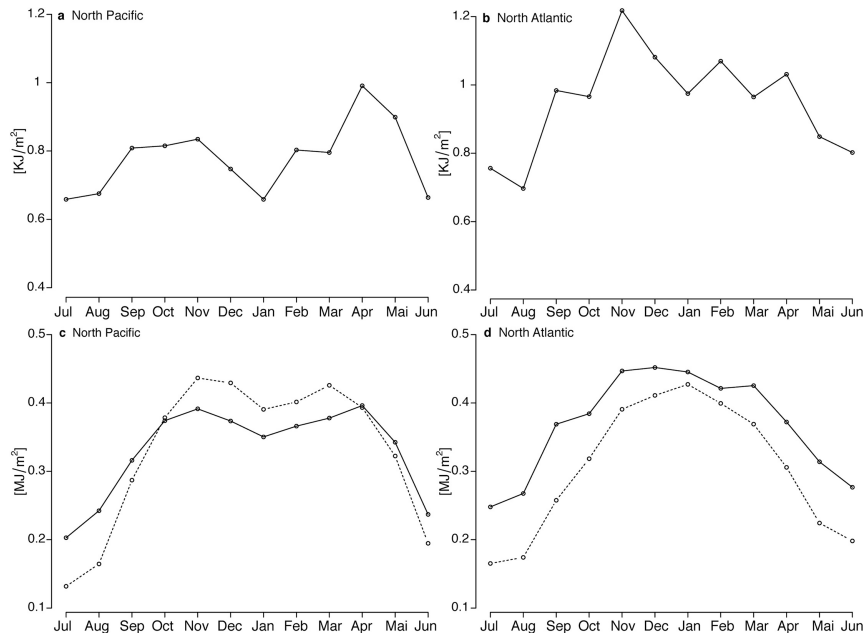 a North Pacific
1.2
1
0.8
0.6
0.4
[KJ/m²]
Jul Aug Sep Oct Nov Dec Jan Feb Mar Apr Mai Jun
b North Atlantic
1.2
1
0.8
0.6
0.4
[KJ/m²]
Jul Aug Sep Oct Nov Dec Jan Feb Mar Apr Mai Jun
c North Pacific
0.5
0.4
0.3
0.2
0.1
[MJ/m²]
Jul Aug Sep Oct Nov Dec Jan Feb Mar Apr Mai Jun
d North Atlantic
0.5
0.4
0.3
0.2
0.1
[MJ/m²]
Jul Aug Sep Oct Nov Dec Jan Feb Mar Apr Mai Jun